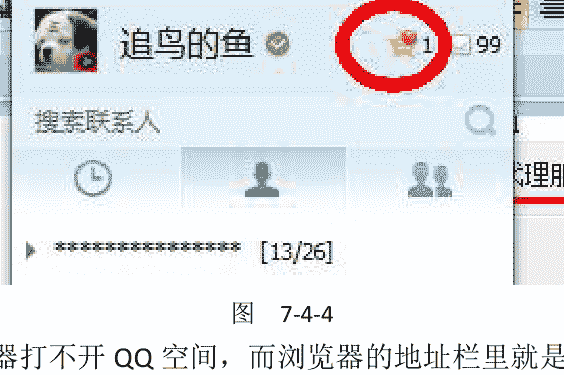 追鸟的鱼 1 99
搜索联系人
理服
*************** [13/26]
图 7-4-4
器打不开 QQ 空间，而浏览器的地址栏里就是